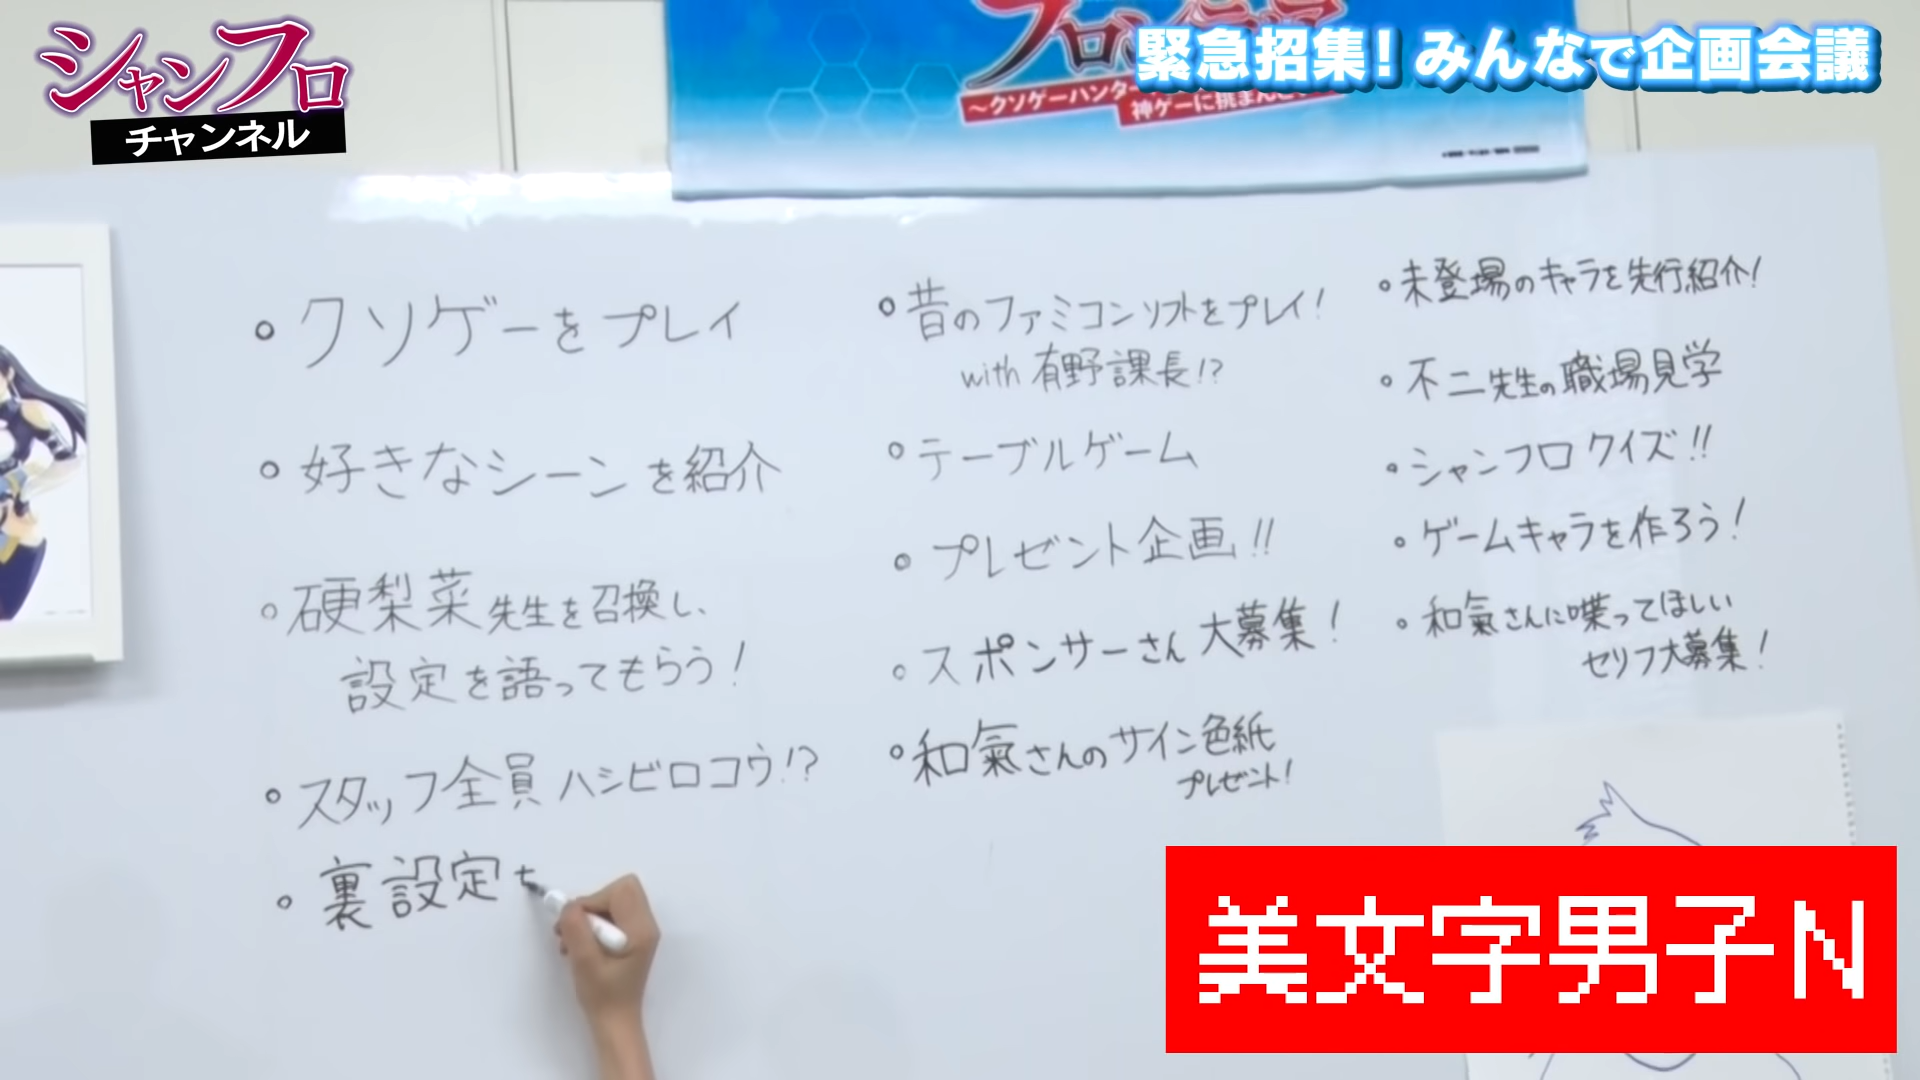 シャンフロ
チャンネル
緊急招集！みんなで企画会議
～クソゲーハンター
。クソゲーをプレイ
。好きなシーンを紹介
。硬梨菜先生を召喚し、
設定を語ってもらう！
。スタッフ全員ハシビロコウ！？
。裏設定を
。昔のファミコンソフトをプレイ！
with 有野課長！？
。テーブルゲーム
。プレゼント企画！！
。スポンサーさん大募集！
。和氣さんのサイン色紙
プレゼント！
。未登場のキャラを先行紹介！
。不二先生の職場見学
。シャンフロクイズ！！
。ゲームキャラを作ろう！
。和氣さんに喋ってほしい
セリフ大募集！
美文字男子N